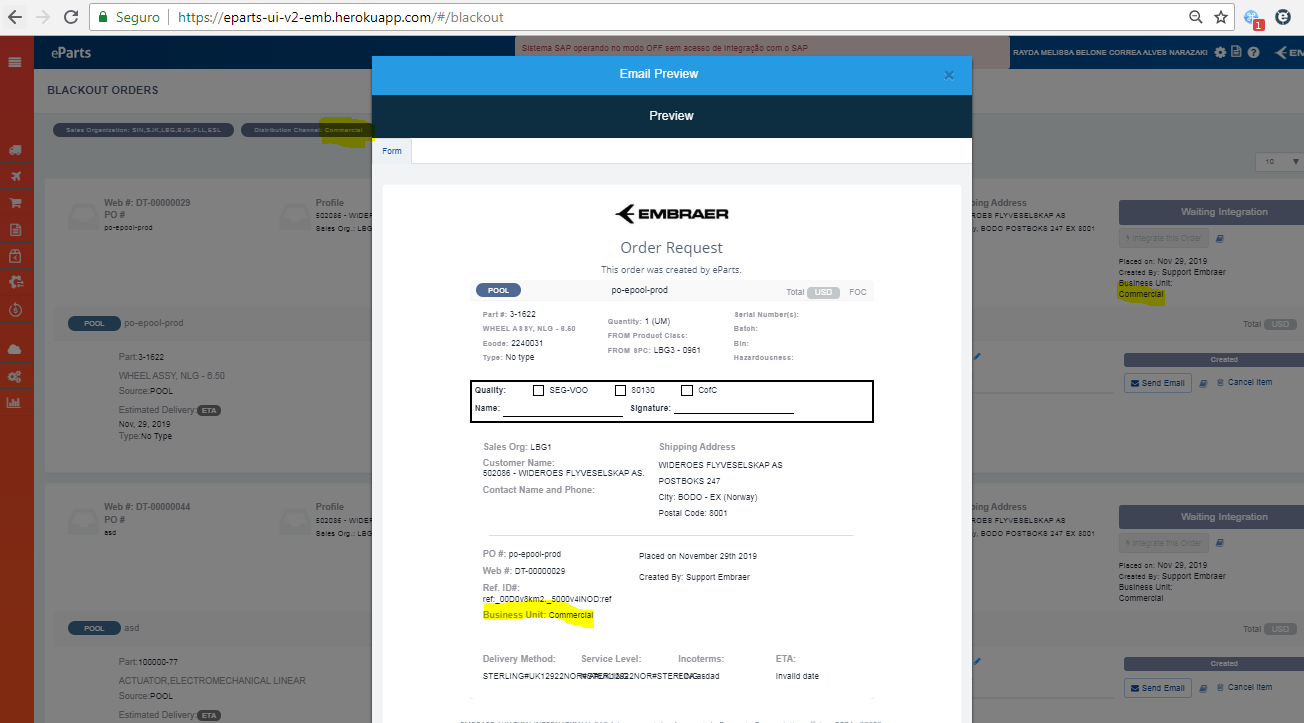 Seguro https://eparts-ui-v2-emb.herokuapp.com/#/blackout
1
eParts
Sistema SAP operando no modo OFF sem acesso de Integração com o SAP
RAYDA MELISSA BELONE CORREA ALVES NARAZAKI
EM
BLACKOUT ORDERS
Sales Organisation: SIN,SJK,LBG,BJG,FLL,ESL
Distribution Channel: Commercial
10
Email Preview
×
Preview
Form
EMBRAER
Order Request
This order was created by eParts.
POOL
po-epool-prod
Total USD FOC
Part #: 3-1622
WHEEL ASSY, NLG - 6.50
Ecode: 2240031
Type: No type
Quantity: 1 (UM)
FROM Product Class:
FROM SPC: LBG3 - 0961
Serial Number(s):
Batch:
Bin:
Hazardousness:
Quality: SEG-VOO 80130 CofC
Name: Signature:
Sales Org: LBG1
Customer Name:
502086 - WIDEROES FLYVESELSKAP AS.
Contact Name and Phone:
Shipping Address
WIDEROES FLYVESELSKAP AS
POSTBOKS 247
City: BODO - EX (Norway)
Postal Code: 8001
PO #: po-epool-prod
Web #: DT-00000029
Ref. ID#:
Placed on November 29th 2019
Created By: Support Embraer
Business Unit: Commercial
Delivery Method: Service Level: Incoterms: ETA:
Invalid date
Web #: DT-00000029
PO #
po-epool-prod
Profile
502086 - WIDER
Sales Org.: LBG
ping Address
ROES FLYVESELSKAP AS
y, BODO POSTBOKS 247 EX 8001
Waiting Integration
Integrate this Order
Placed on: Nov 29, 2019
Created By: Support Embraer
Business Unit:
Commercial
POOL po-epool-prod
Total USD
Part:3-1622
WHEEL ASSY, NLG - 6.50
Source:POOL
Estimated Delivery: ETA
Nov, 29, 2019
Type:No Type
Created
Send Email Cancel Item
Web #: DT-00000044
PO #
asd
Profile
502086 - WIDER
Sales Org.: LBG
ping Address
ROES FLYVESELSKAP AS
y, BODO POSTBOKS 247 EX 8001
Waiting Integration
Integrate this Order
Placed on: Nov 29, 2019
Created By: Support Embraer
Business Unit:
Commercial
POOL asd
Total USD
Part:100000-77
ACTUATOR,ELECTROMECHANICAL LINEAR
Source:POOL
Estimated Delivery: ETA
Created
Send Email Cancel Item